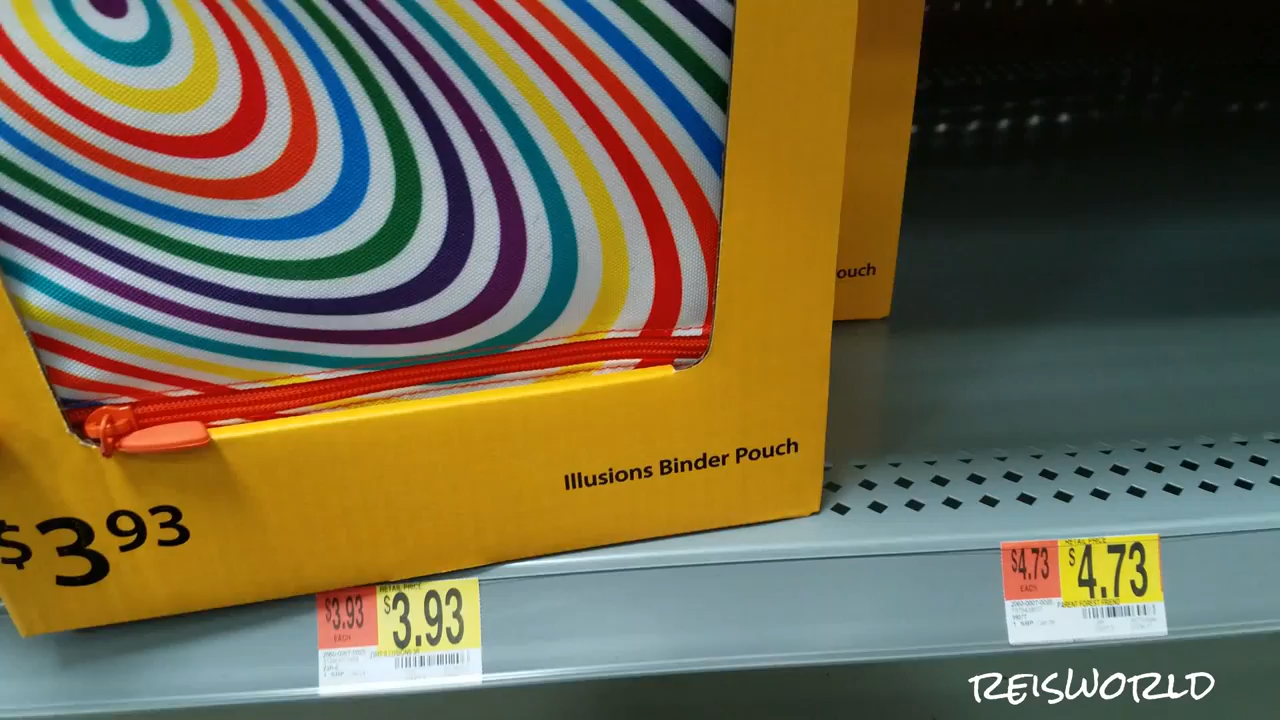 ouch
Illusions Binder Pouch
$3 93
$3.93
EACH
RETAIL PRICE
$3.93
$4.73
EACH
RETAIL PRICE
$4.73
PARENT FOREST FRIEND
REISWORLD